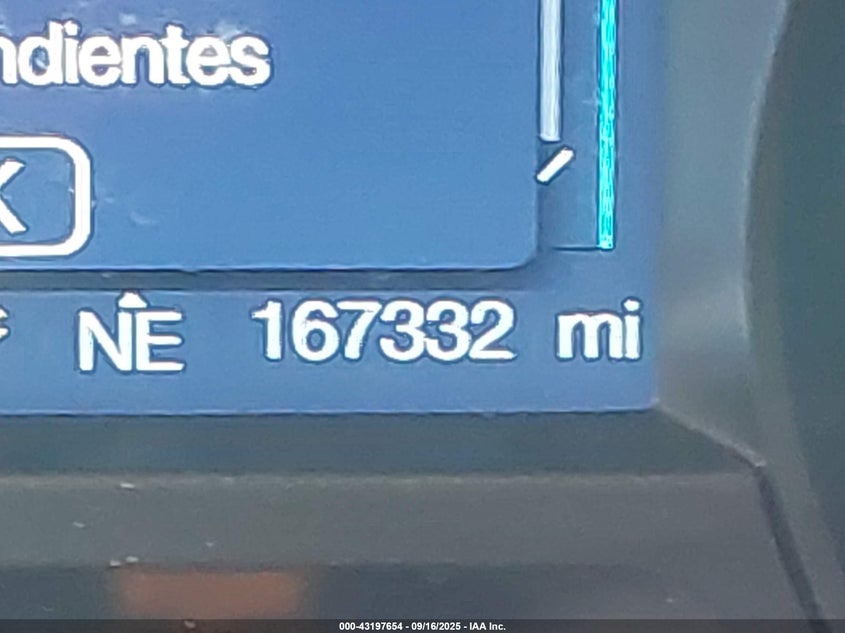 ndientes
K
NE 167332 mi
000-43197654 - 09/16/2025 - IAA Inc.